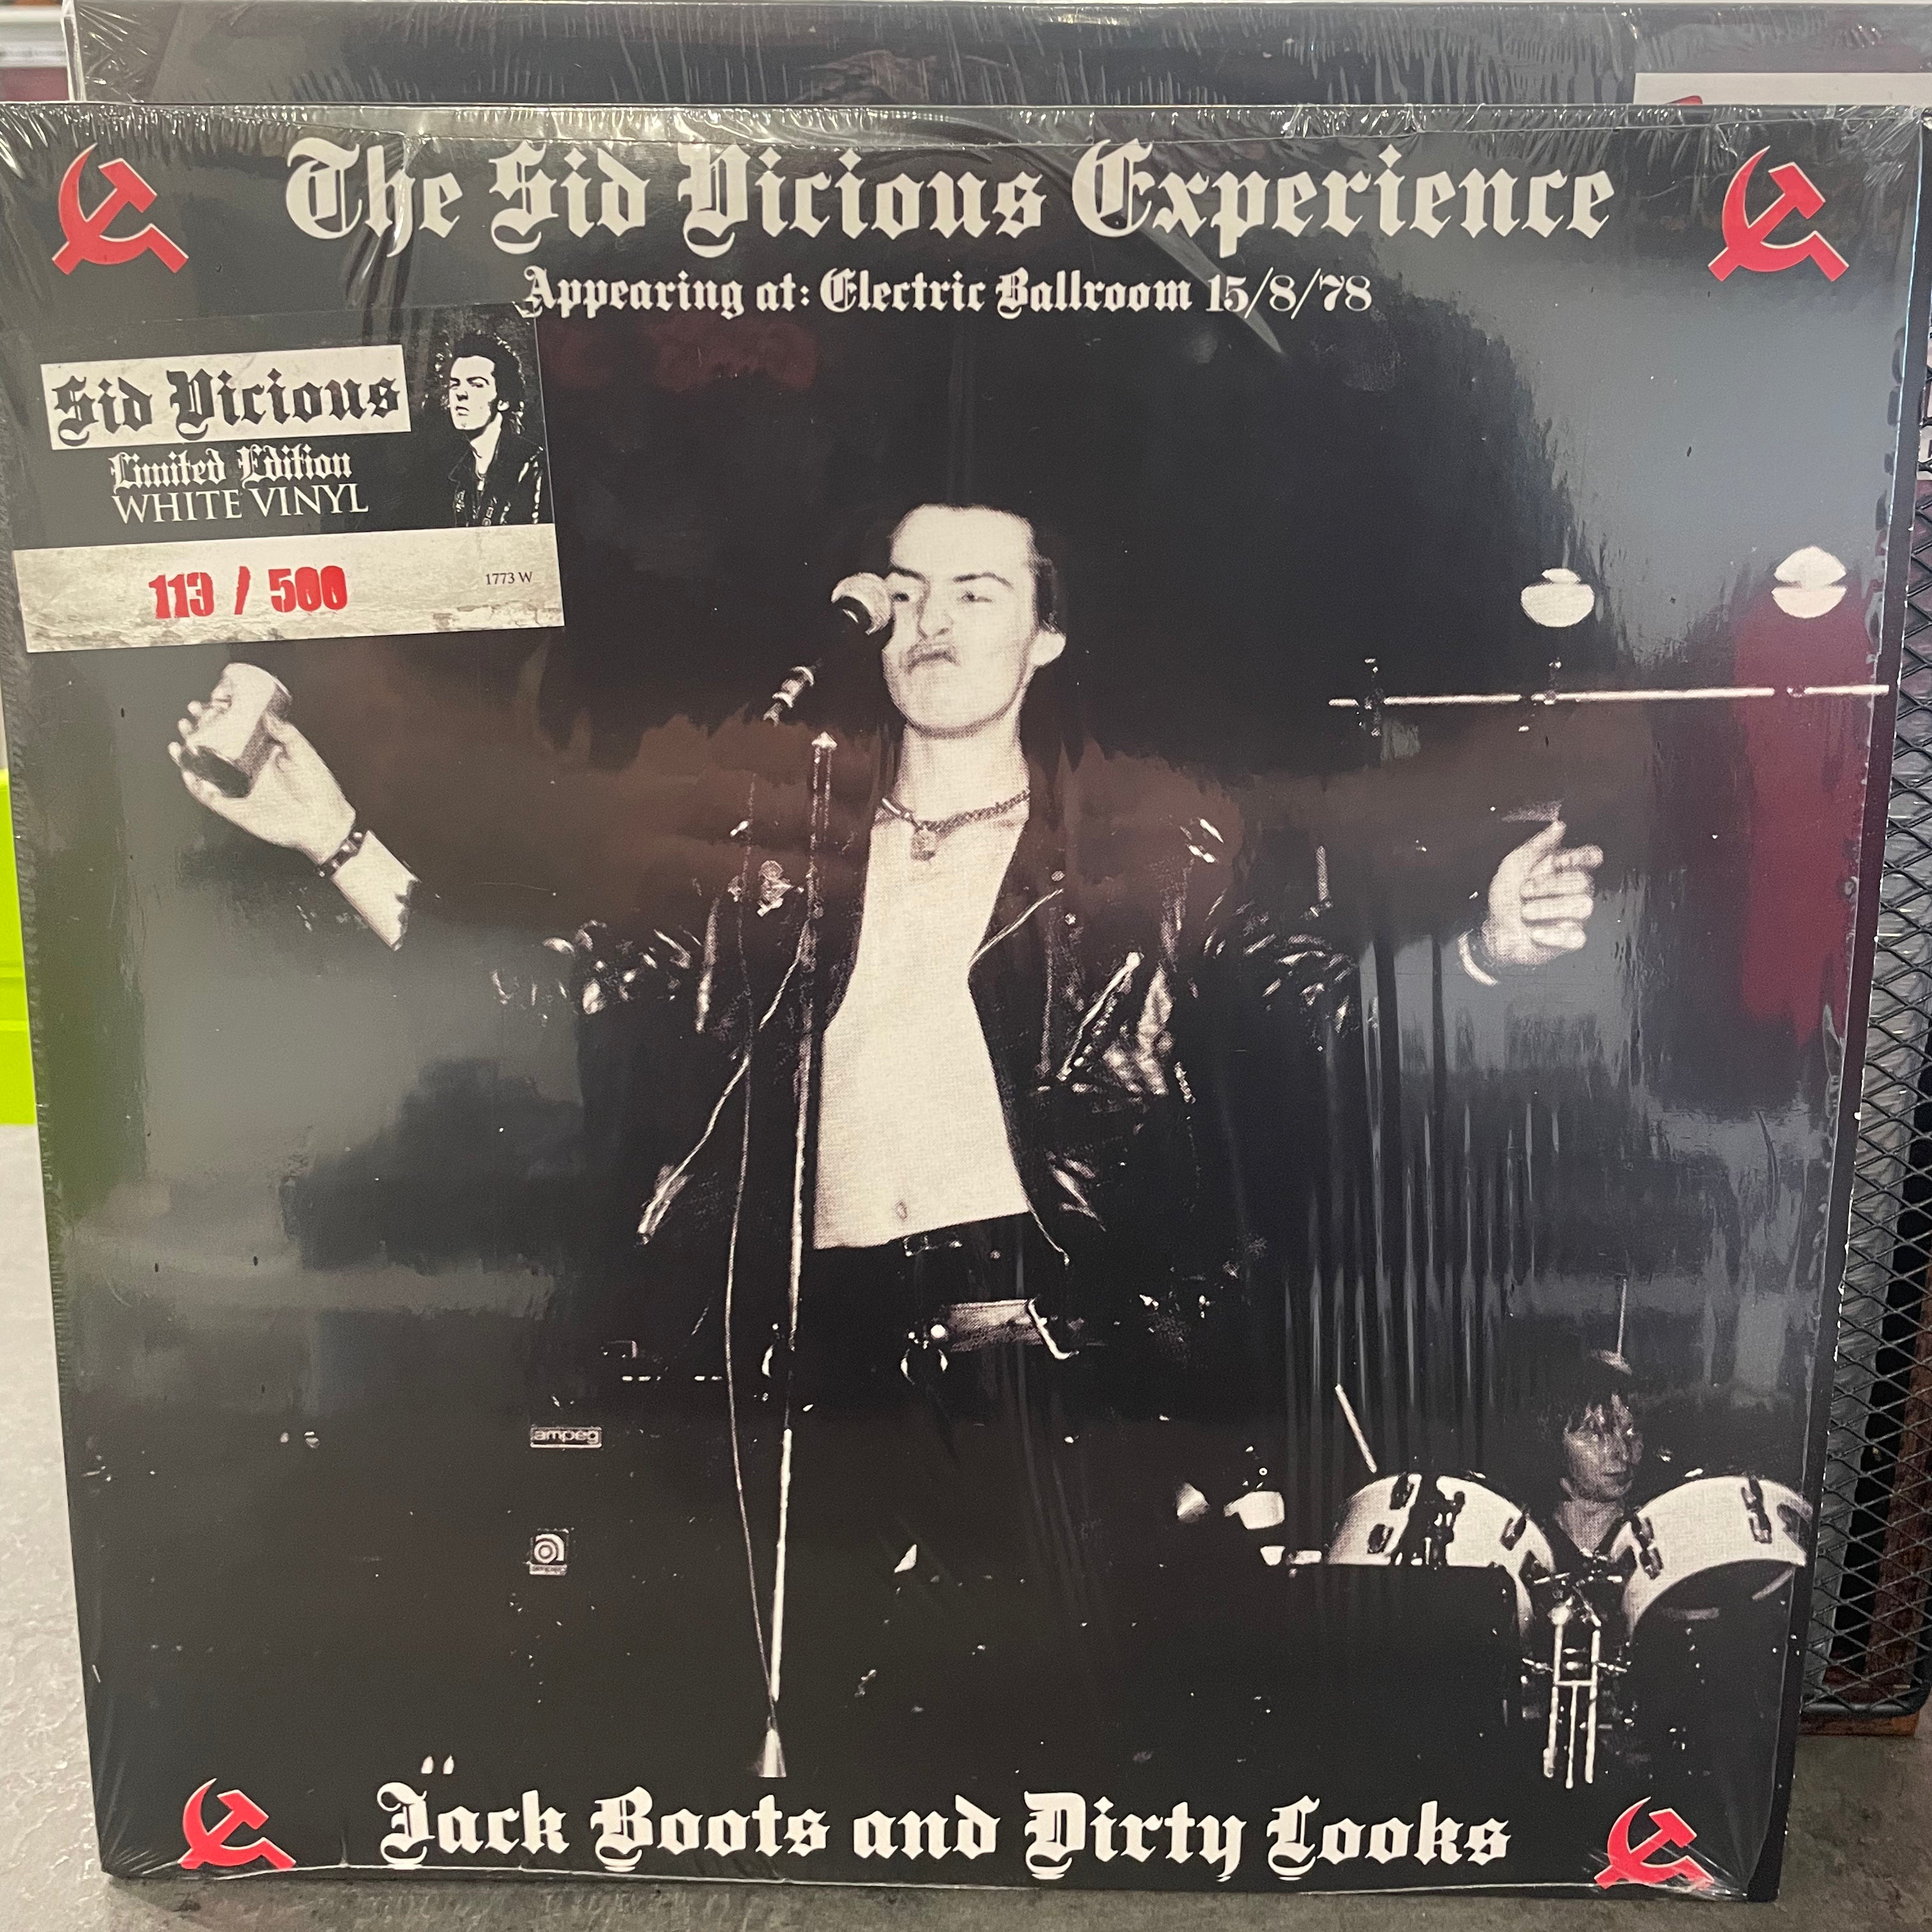 The Sid Vicious Experience
Appearing at: Electric Ballroom 15/8/78
Sid Vicious
Limited Edition
WHITE VINYL
113 / 500
1773 W
ampeg
ampeg
Jack Boots and Dirty Looks